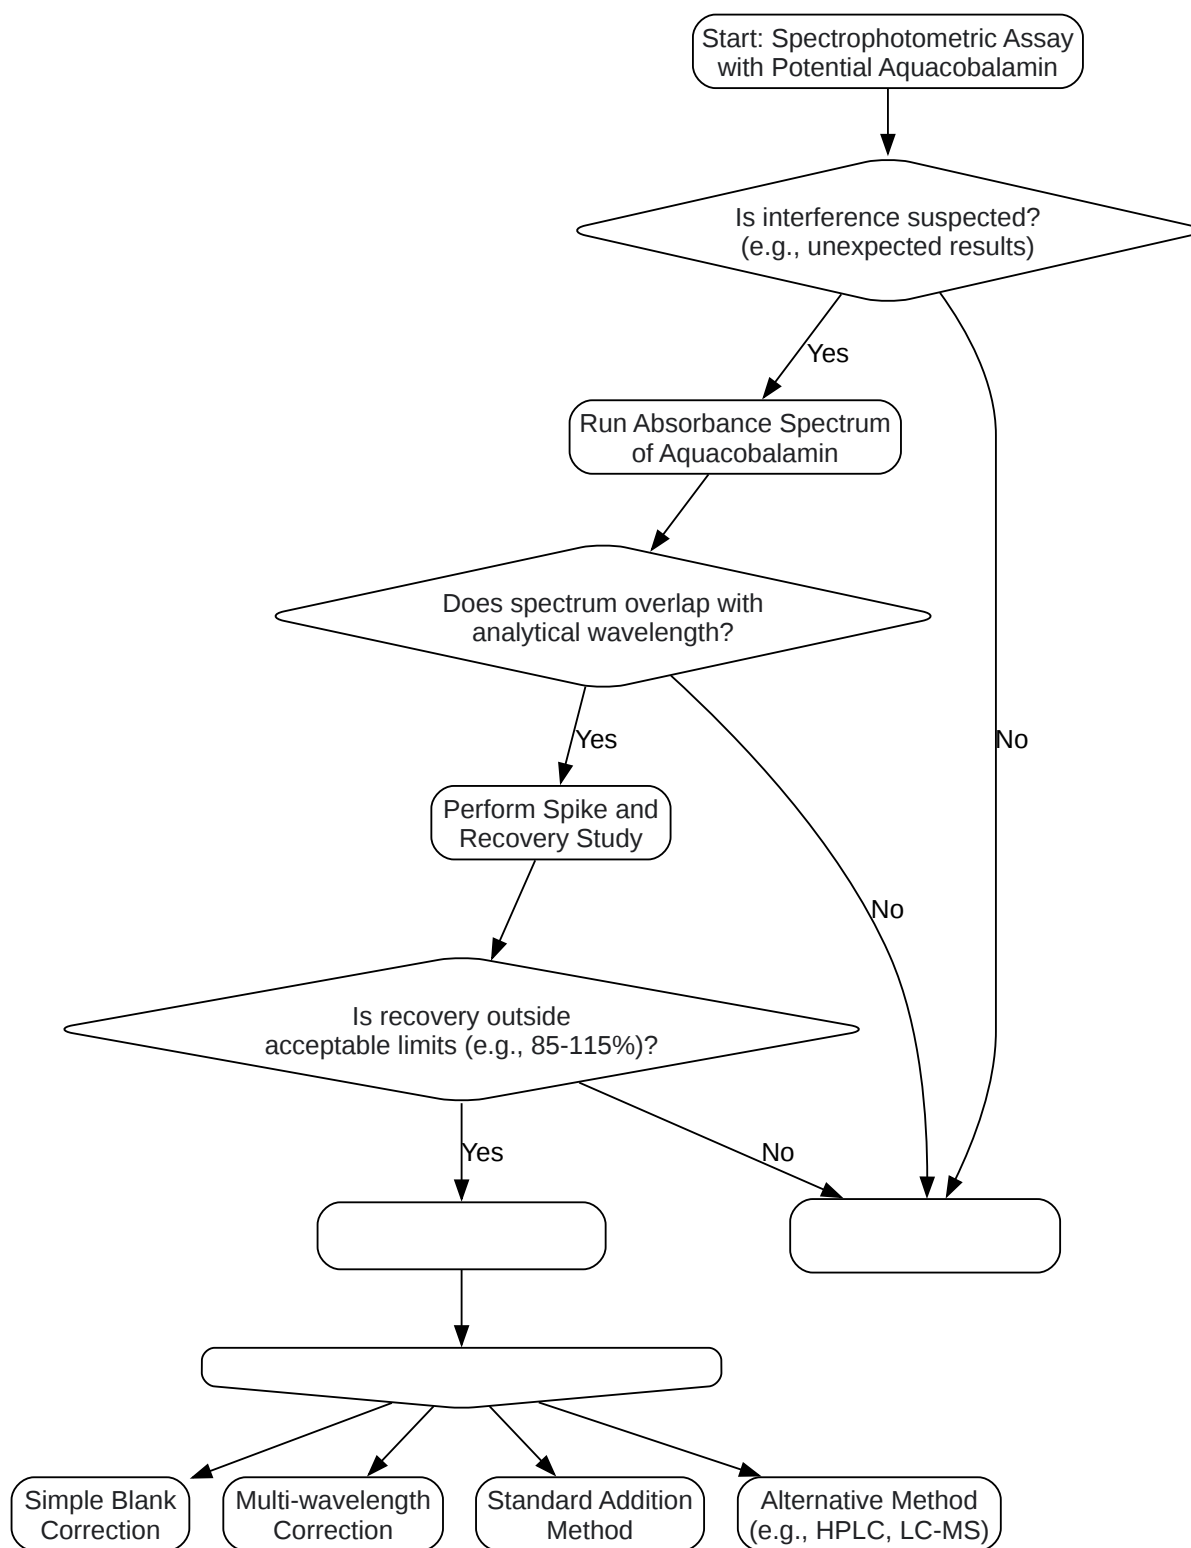 Start: Spectrophotometric Assay
with Potential Aquacobalamin
Is interference suspected?
(e.g., unexpected results)
Yes
Run Absorbance Spectrum
of Aquacobalamin
Does spectrum overlap with
analytical wavelength?
Yes
No
Perform Spike and
Recovery Study
No
Is recovery outside
acceptable limits (e.g., 85-115%)?
Yes
No
Simple Blank
Correction
Multi-wavelength
Correction
Standard Addition
Method
Alternative Method
(e.g., HPLC, LC-MS)